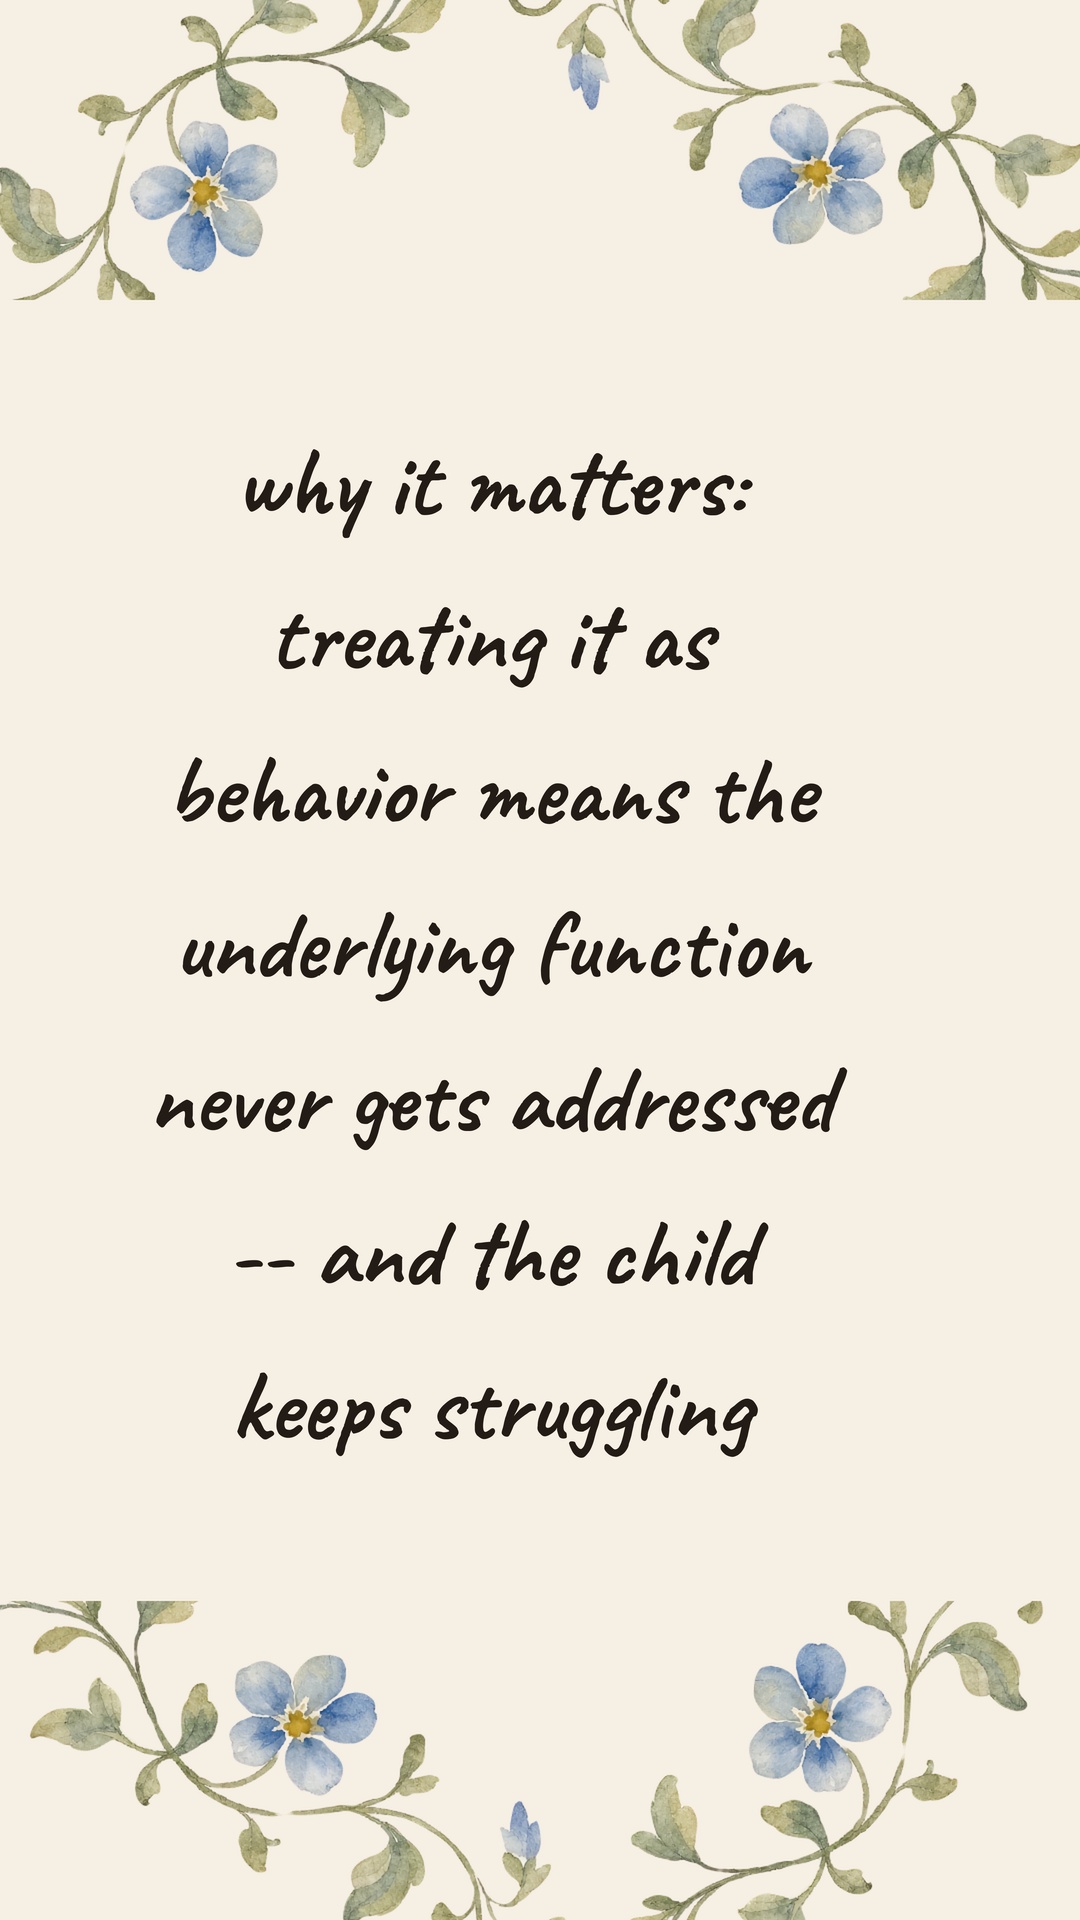 why it matters:
treating it as
behavior means the
underlying function
never gets addressed
-- and the child
keeps struggling